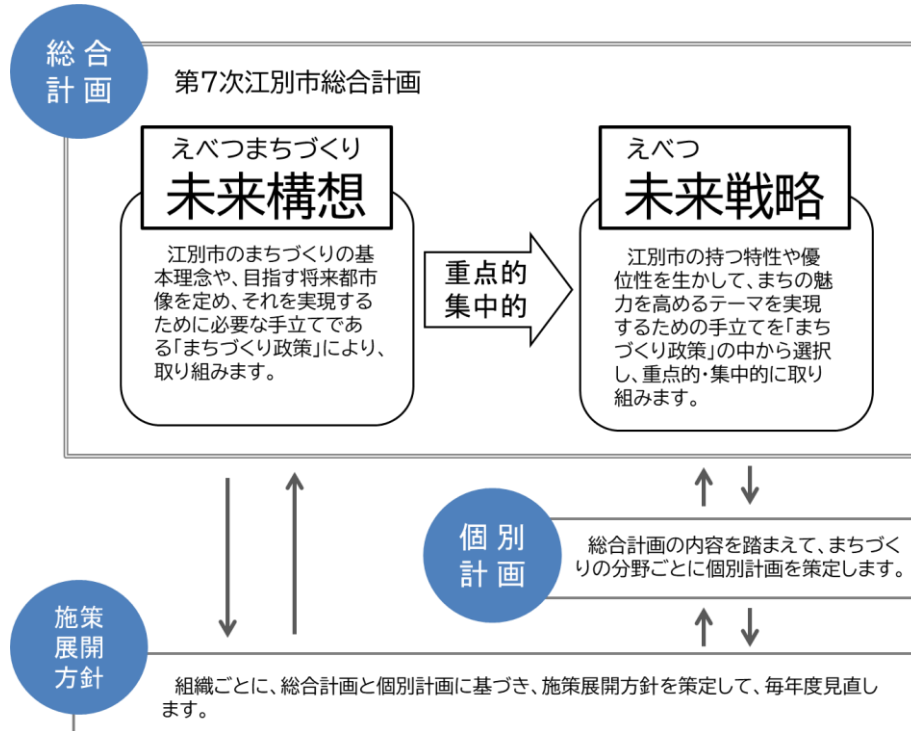 総合
計画
第7次江別市総合計画
えべつまちづくり
未来構想
江別市のまちづくりの基
本理念や、目指す将来都市
像を定め、それを実現する
ために必要な手立てであ
る「まちづくり政策」により、
取り組みます。
重点的
集中的
えべつ
未来戦略
江別市の持つ特性や優
位性を生かして、まちの魅
力を高めるテーマを実現
するための手立てを「まち
づくり政策」の中から選択
し、重点的・集中的に取り
組みます。
個別
計画
総合計画の内容を踏まえて、まちづく
りの分野ごとに個別計画を策定します。
施策
展開
方針
組織ごとに、総合計画と個別計画に基づき、施策展開方針を策定して、毎年度見直し
ます。